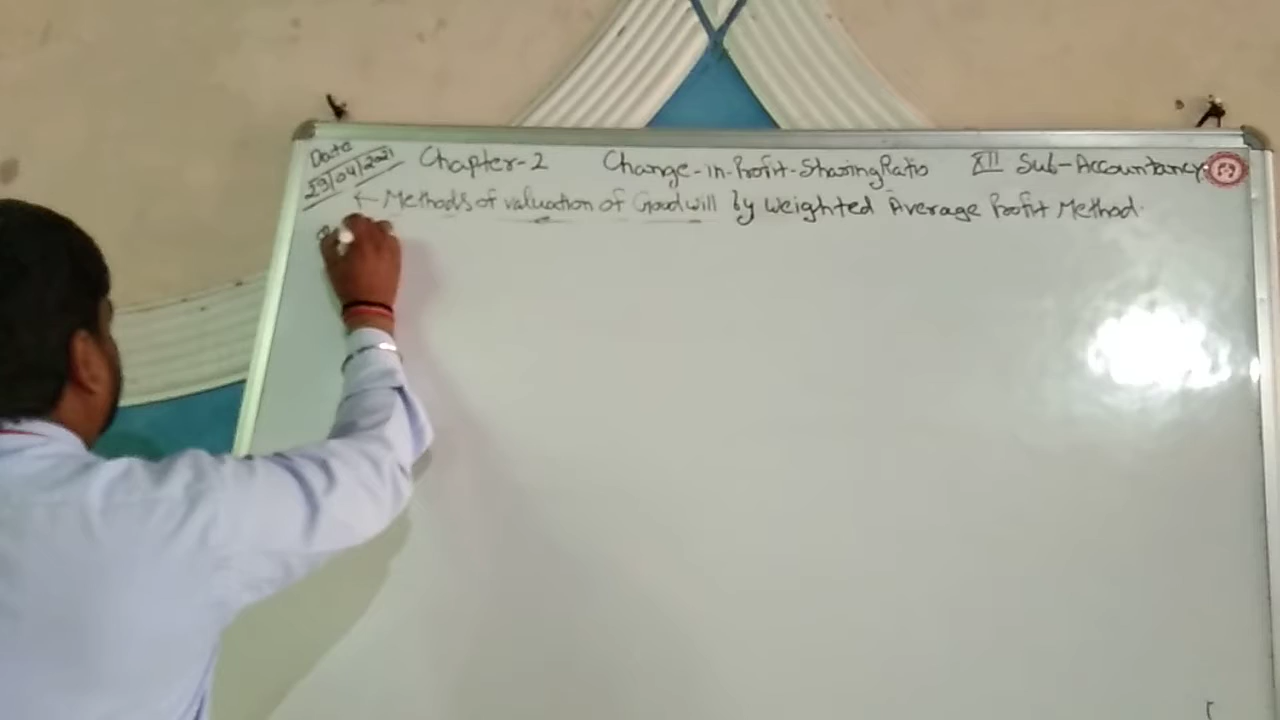 Date
29/04/2021
Chapter-2 Change-in-Profit-Sharing Ratio XII Sub-Accountancy
Methods of valuation of Goodwill by Weighted Average Profit Method.